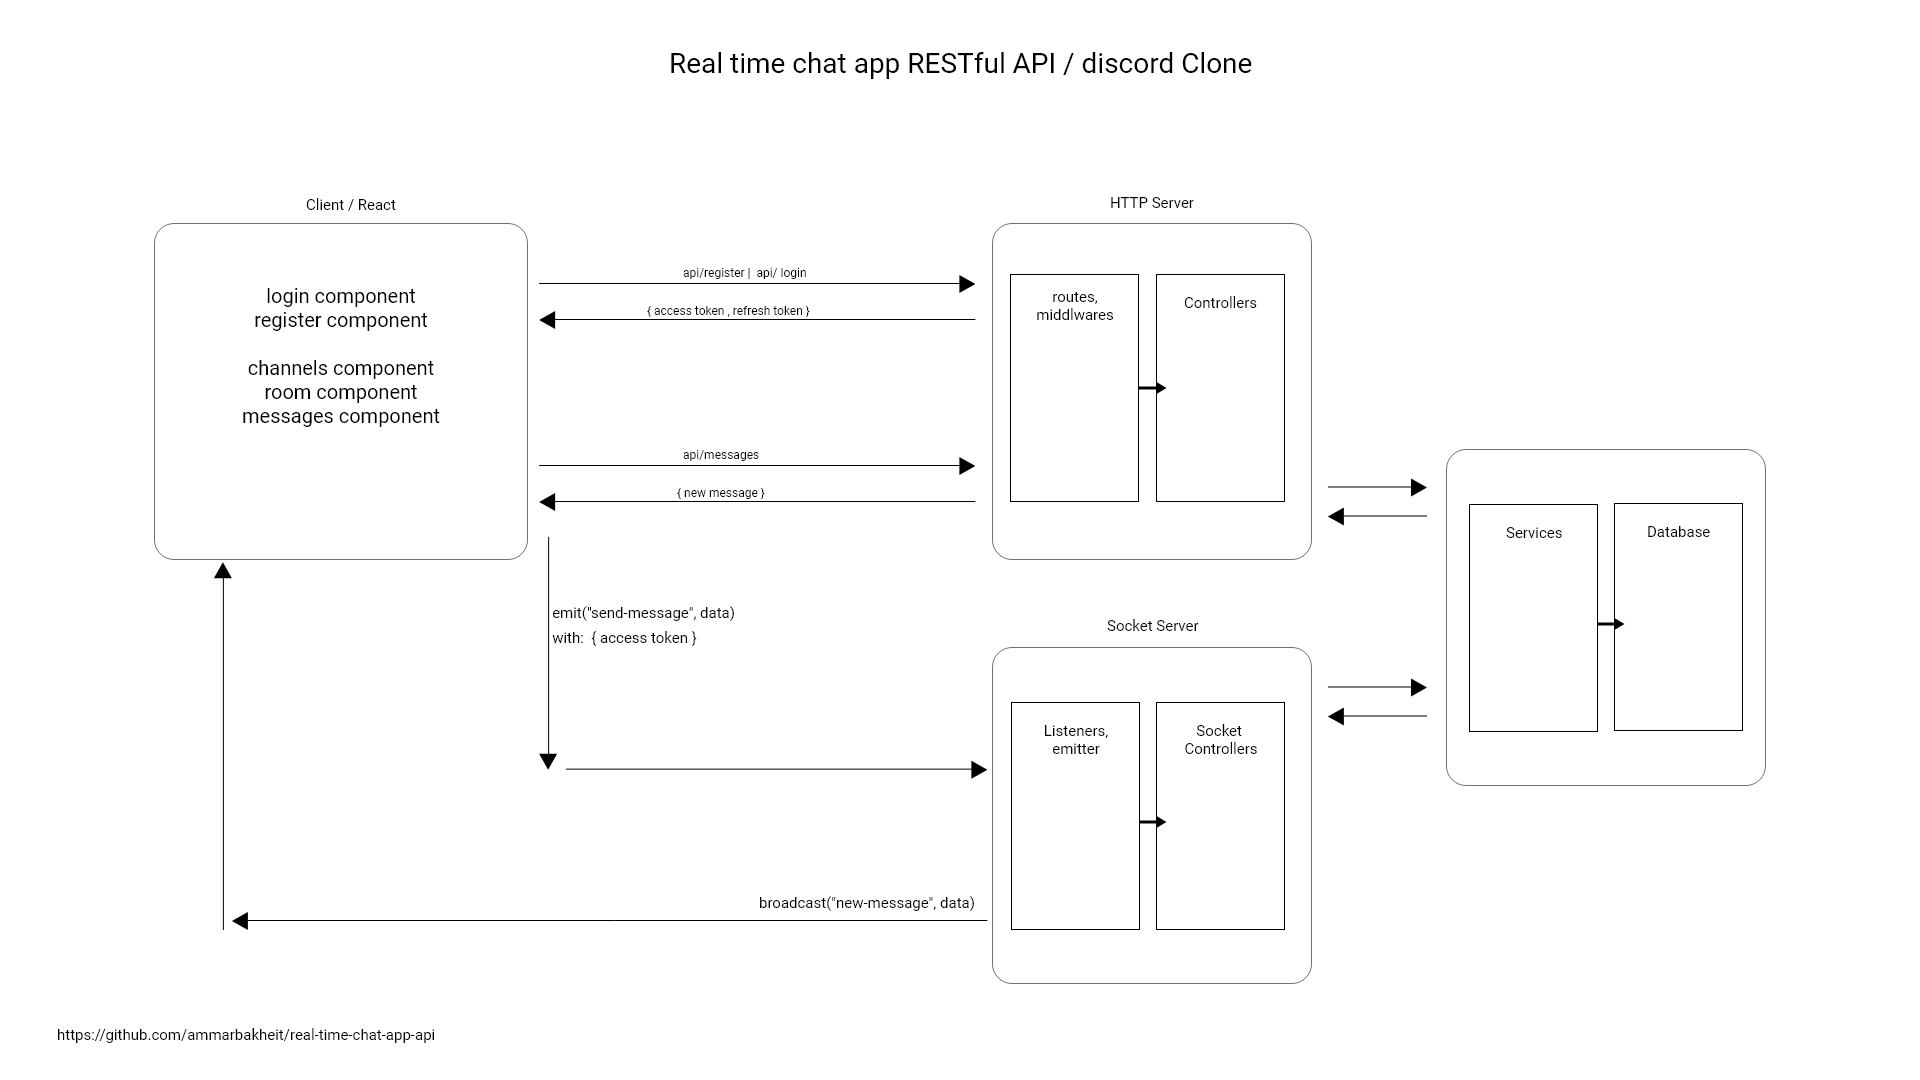 Real time chat app RESTful API / discord Clone
Client / React
login component
register component
channels component
room component
messages component
api/register | api/ login
{ access token , refresh token }
api/messages
{ new message }
emit("send-message", data)
with: { access token }
HTTP Server
routes,
middlwares
Controllers
Socket Server
Listeners,
emitter
Socket
Controllers
Services
Database
broadcast("new-message", data)
https://github.com/ammarbakheit/real-time-chat-app-api